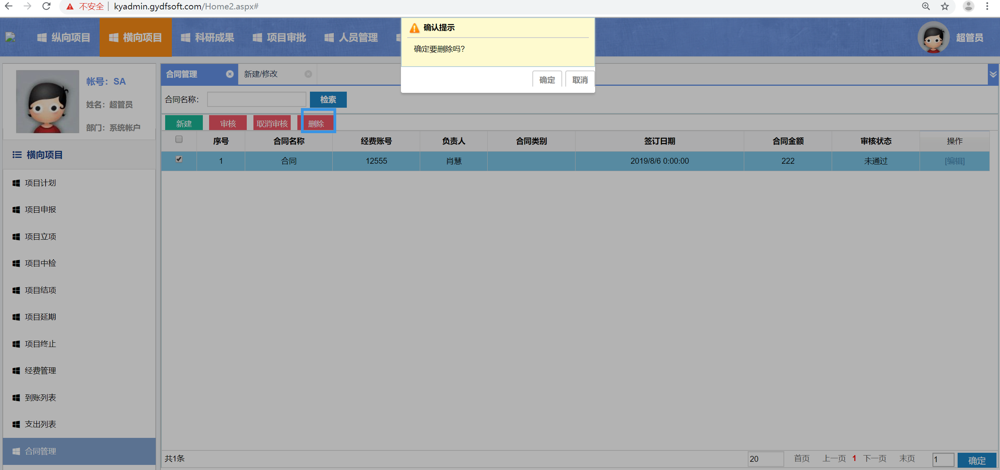 不安全 kyadmin.gydfsoft.com/Home2.aspx#
纵向项目 横向项目 科研成果 项目审批 人员管理 超管员
确认提示
确定要删除吗?
确定 取消
帐号：SA
姓名：超管员
部门：系统帐户
横向项目
项目计划
项目申报
项目立项
项目中检
项目结项
项目延期
项目终止
经费管理
到账列表
支出列表
合同管理
合同管理 新建/修改
合同名称： 检索
新建 审核 取消审核 删除
序号 合同名称 经费账号 负责人 合同类别 签订日期 合同金额 审核状态 操作
1 合同 12555 肖慧 2019/8/6 0:00:00 222 未通过 [编辑]
共1条 20 首页 上一页 1 下一页 末页 1 确定